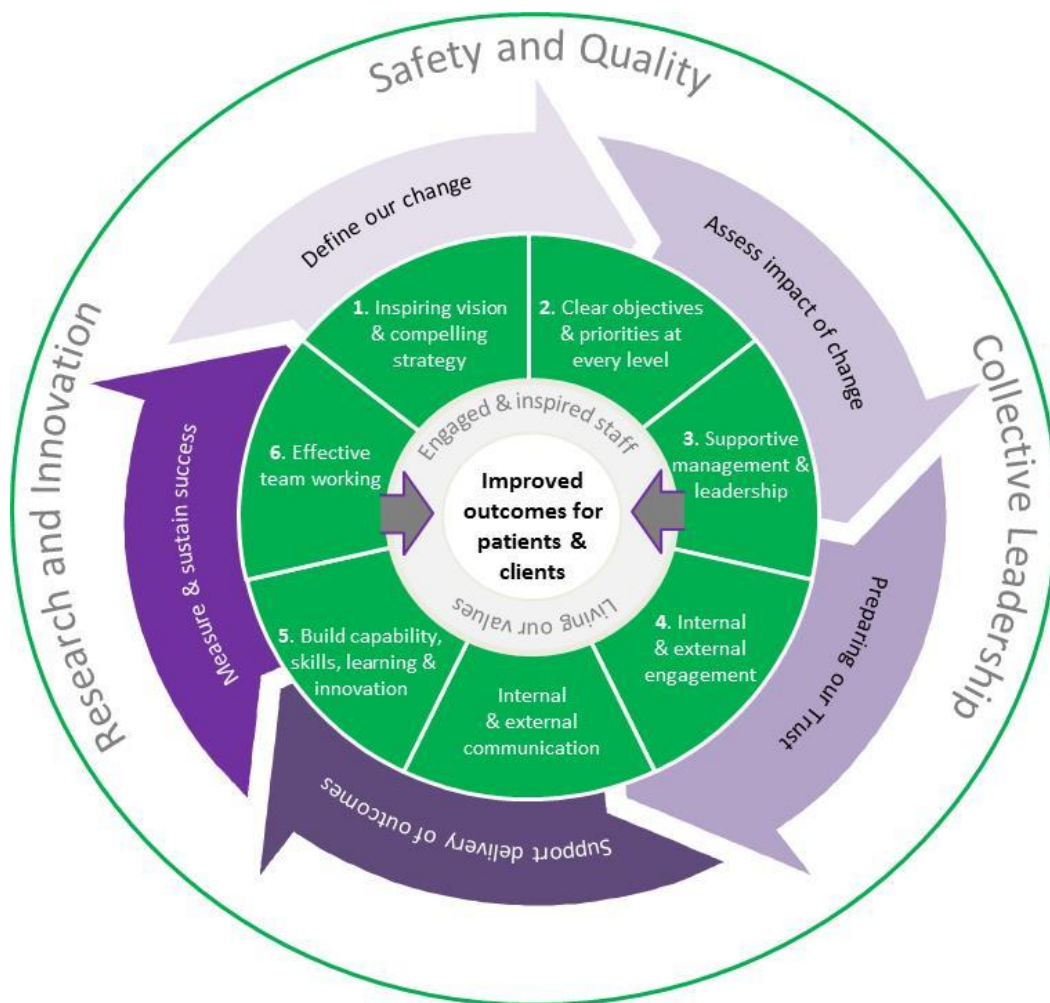 Safety and Quality
Collective Leadership
Research and Innovation
Define our change
Assess impact of change
Preparing our Trust
Support delivery of outcomes
Measure & sustain success
1. Inspiring vision
& compelling
strategy
2. Clear objectives
& priorities at
every level
3. Supportive
management &
leadership
4. Internal
& external
engagement
Internal
& external
communication
5. Build capability,
skills, learning &
innovation
6. Effective
team working
Engaged & inspired staff
Living our values
Improved
outcomes for
patients &
clients